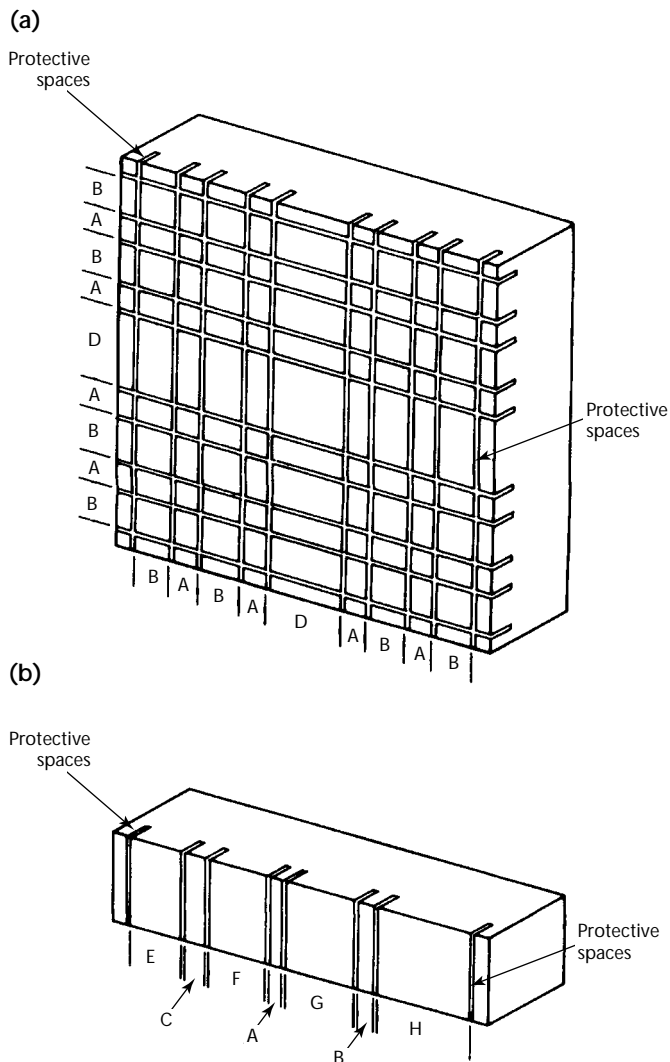 (a)
Protective
spaces
B
A
B
A
D
A
B
A
B
Protective
spaces
B A B A D A B A B
(b)
Protective
spaces
Protective
spaces
E
F
G
H
C
A
B